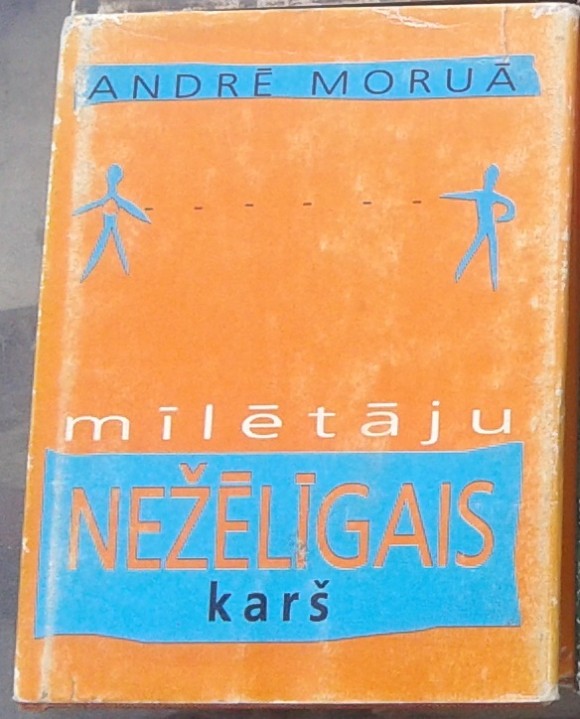 ANDRĒ MORUĀ
mīlētāju
NEŽĒLĪGAIS
karš